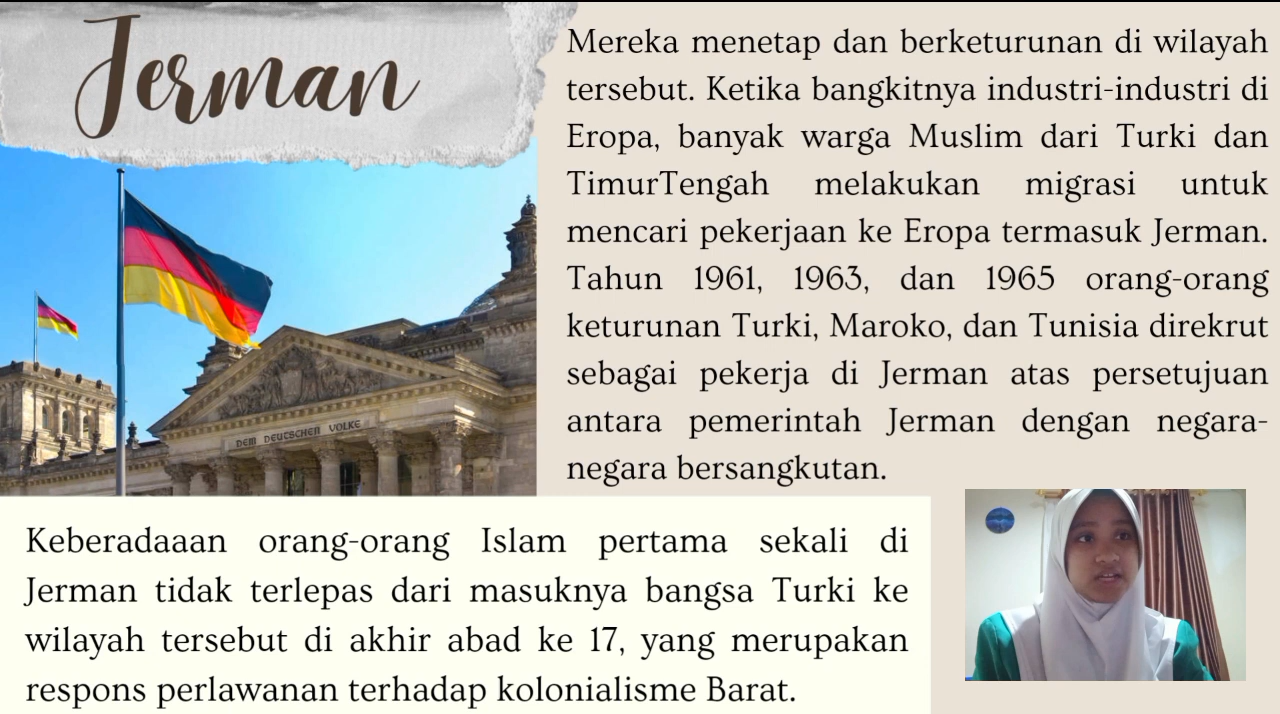 Jerman
DEM DEUTSCHEN VOLKE
Keberadaaan orang-orang Islam pertama sekali di
Jerman tidak terlepas dari masuknya bangsa Turki ke
wilayah tersebut di akhir abad ke 17, yang merupakan
respons perlawanan terhadap kolonialisme Barat.
Mereka menetap dan berketurunan di wilayah
tersebut. Ketika bangkitnya industri-industri di
Eropa, banyak warga Muslim dari Turki dan
TimurTengah melakukan migrasi untuk
mencari pekerjaan ke Eropa termasuk Jerman.
Tahun 1961, 1963, dan 1965 orang-orang
keturunan Turki, Maroko, dan Tunisia direkrut
sebagai pekerja di Jerman atas persetujuan
antara pemerintah Jerman dengan negara-
negara bersangkutan.